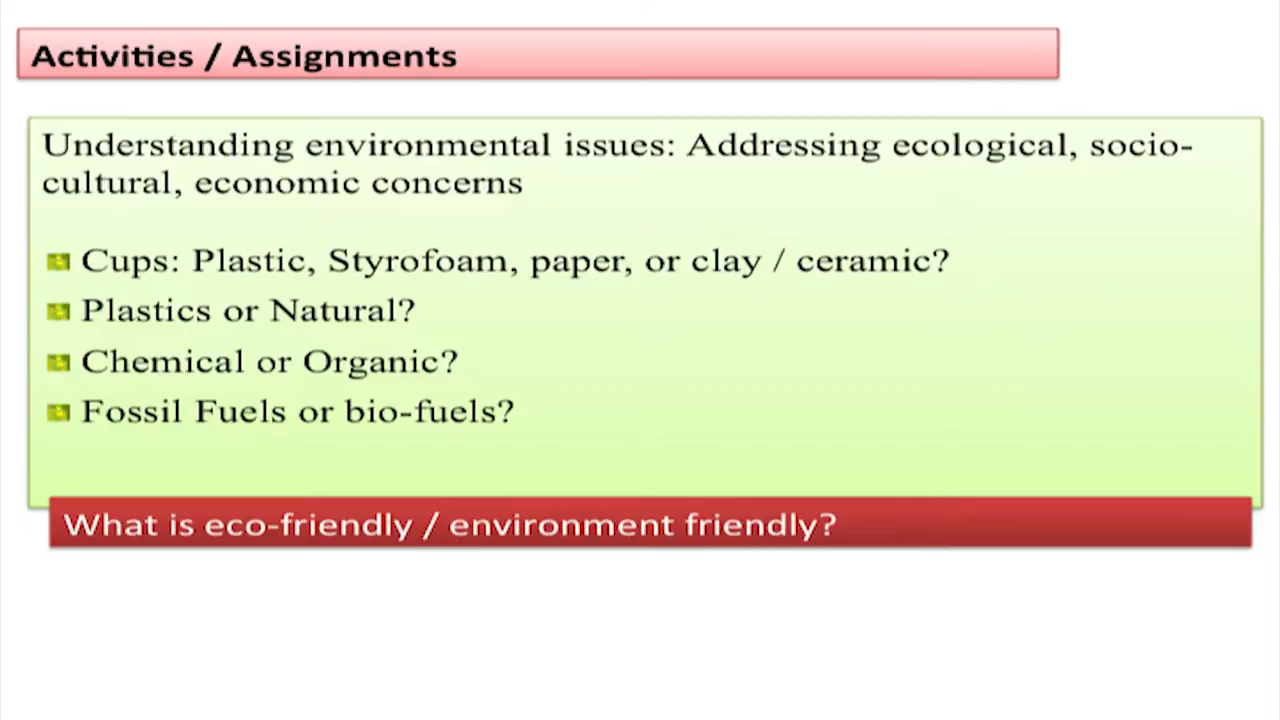 Activities / Assignments
Understanding environmental issues: Addressing ecological, socio-
cultural, economic concerns
Cups: Plastic, Styrofoam, paper, or clay / ceramic?
Plastics or Natural?
Chemical or Organic?
Fossil Fuels or bio-fuels?
What is eco-friendly / environment friendly?